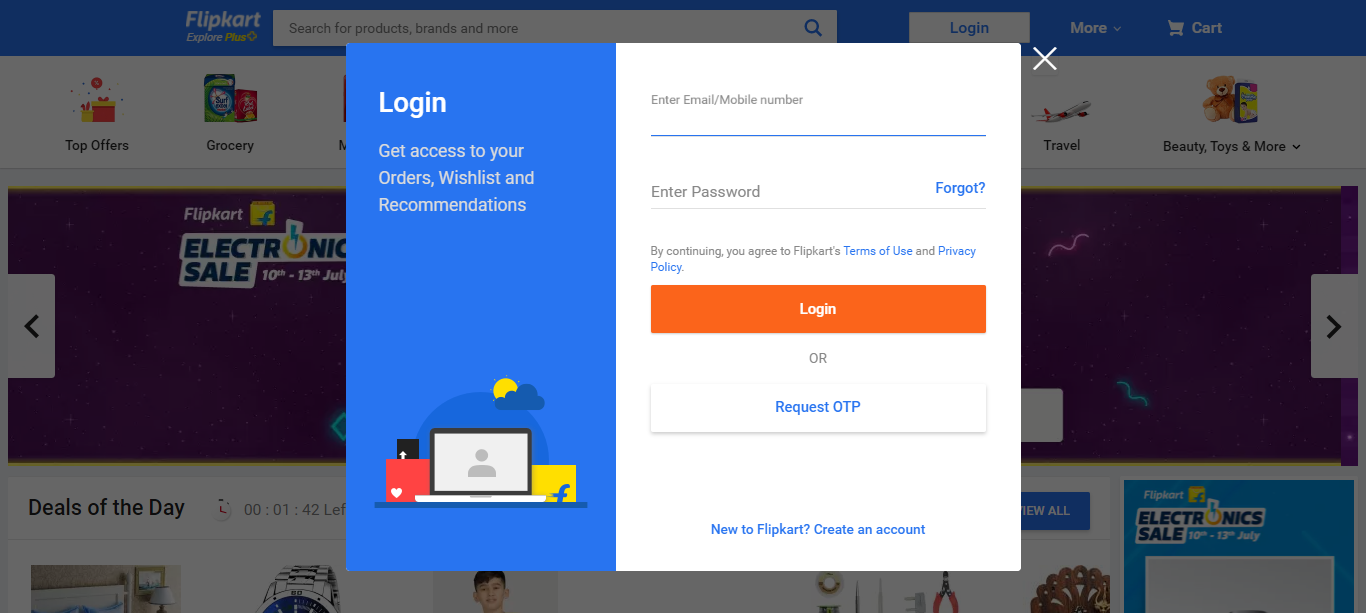 Flipkart
Explore Plus
Search for products, brands and more
Login
More
Cart
Top Offers
Grocery
M
Travel
Beauty, Toys & More
Login
Get access to your
Orders, Wishlist and
Recommendations
Enter Email/Mobile number
Enter Password
Forgot?
By continuing, you agree to Flipkart's Terms of Use and Privacy
Policy.
Login
OR
Request OTP
New to Flipkart? Create an account
Flipkart
ELECTRONICS
SALE 10th - 13th July
Deals of the Day
00 : 01 : 42 Lef
IEW ALL
Flipkart
ELECTRONICS
SALE 10th - 13th July